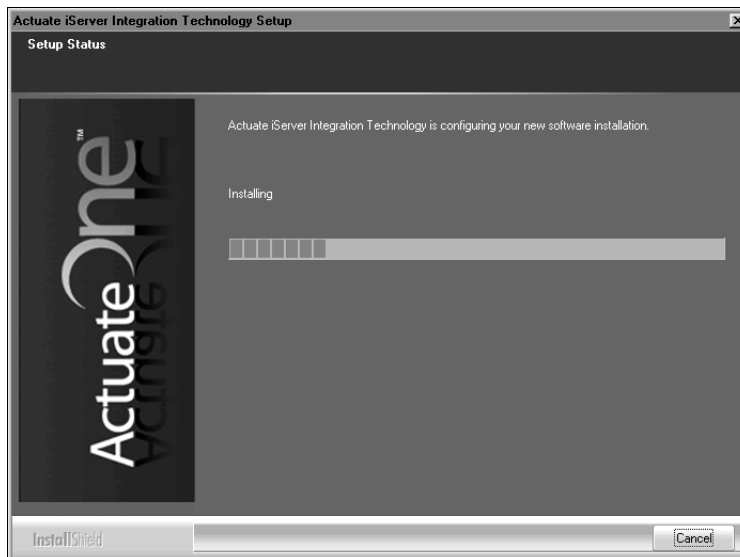 Actuate iServer Integration Technology Setup
Setup Status
Actuate iServer Integration Technology is configuring your new software installation.
Installing
ActuateOne™
InstallShield
Cancel